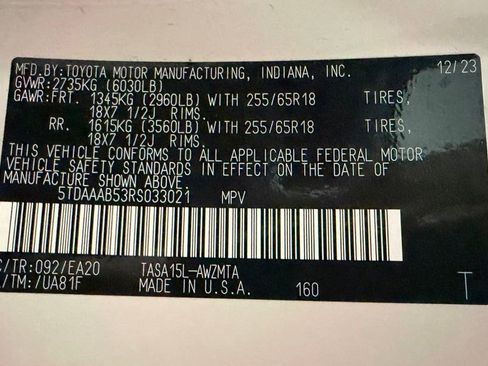 MFD.BY:TOYOTA MOTOR MANUFACTURING, INDIANA, INC. 12/23
GVWR:2735KG (6030LB)
GAWR:FRT. 1345KG (2960LB) WITH 255/65R18 TIRES,
18X7 1/2J RIMS.
RR. 1615KG (3560LB) WITH 255/65R18 TIRES,
18X7 1/2J RIMS.
THIS VEHICLE CONFORMS TO ALL APPLICABLE FEDERAL MOTOR
VEHICLE SAFETY STANDARDS IN EFFECT ON THE DATE OF
MANUFACTURE SHOWN ABOVE.
5TDAAAB53RS033021 MPV
C/TR:092/EA20 TASA15L-AWZMTA
/TM:/UA81F MADE IN U.S.A. 160 T